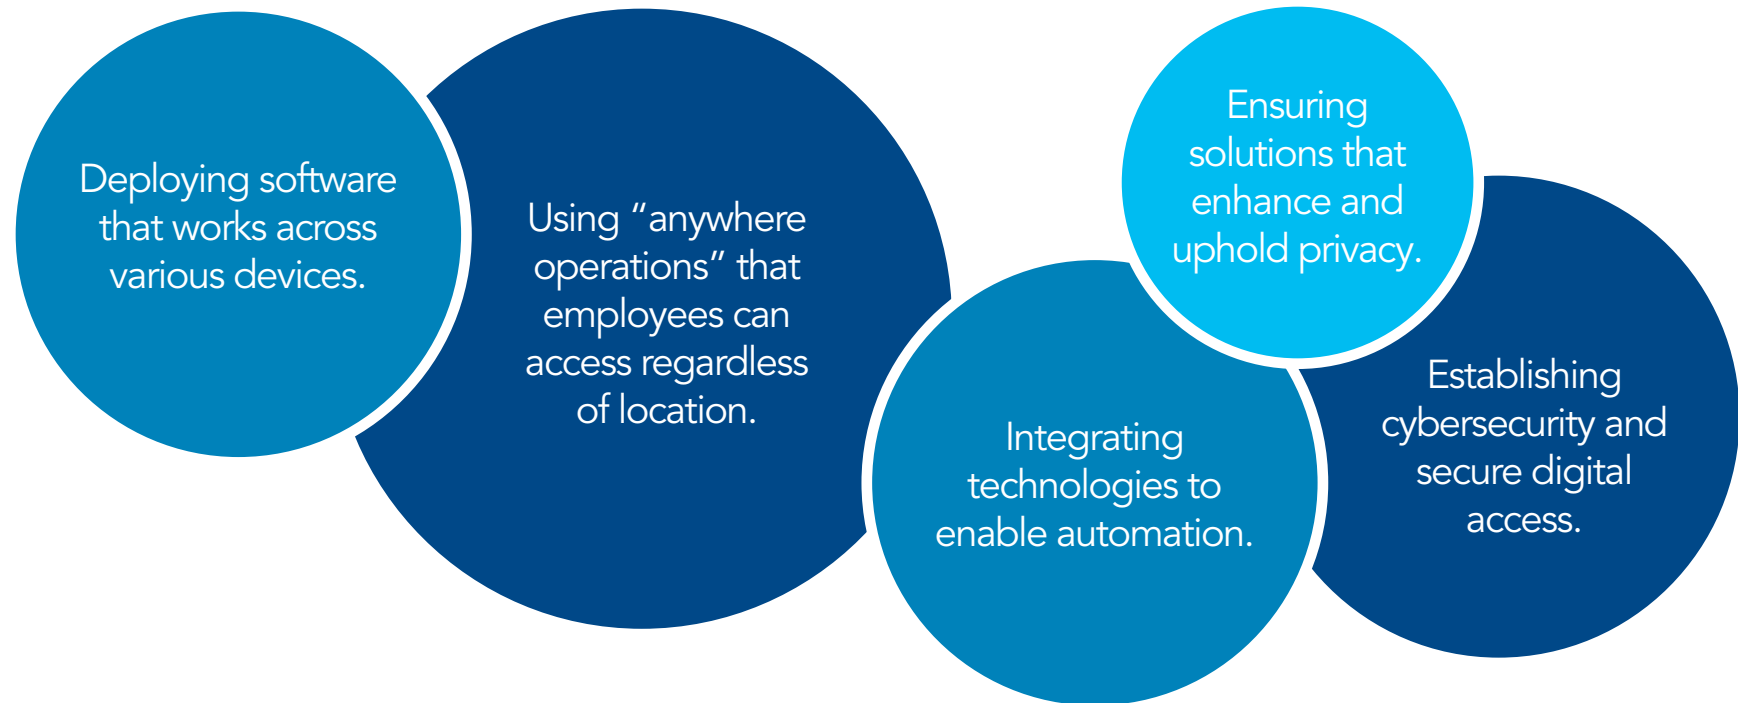 Deploying software
that works across
various devices.
Using “anywhere
operations” that
employees can
access regardless
of location.
Integrating
technologies to
enable automation.
Ensuring
solutions that
enhance and
uphold privacy.
Establishing
cybersecurity and
secure digital
access.